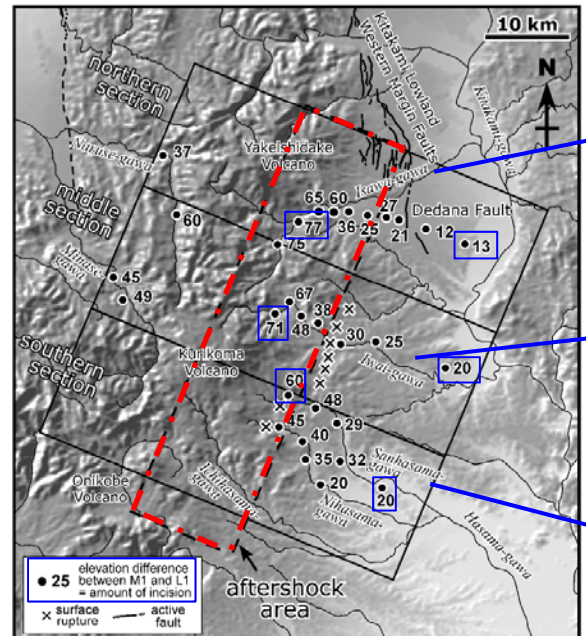 10 km
N
northern
section
middle
section
southern
section
Kitakami Lowland
Western Margin Faults
Kitakami-gawa
Naruse-gawa
Yakeishidake
Volcano
Isawa-gawa
37
60
65
60
27
Dedana Fault
77
36
25
21
12
13
75
Minase-
gawa
45
49
67
71
48
38
30
25
Kurikoma
Volcano
Iwai-gawa
20
60
48
45
29
40
Sanhasama-
gawa
35
32
20
20
Onikobe
Volcano
Ichihasama-
gawa
Nihasama-
gawa
Hasama-gawa
aftershock
area
25
elevation difference
between M1 and L1
= amount of incision
surface
rupture
active
fault